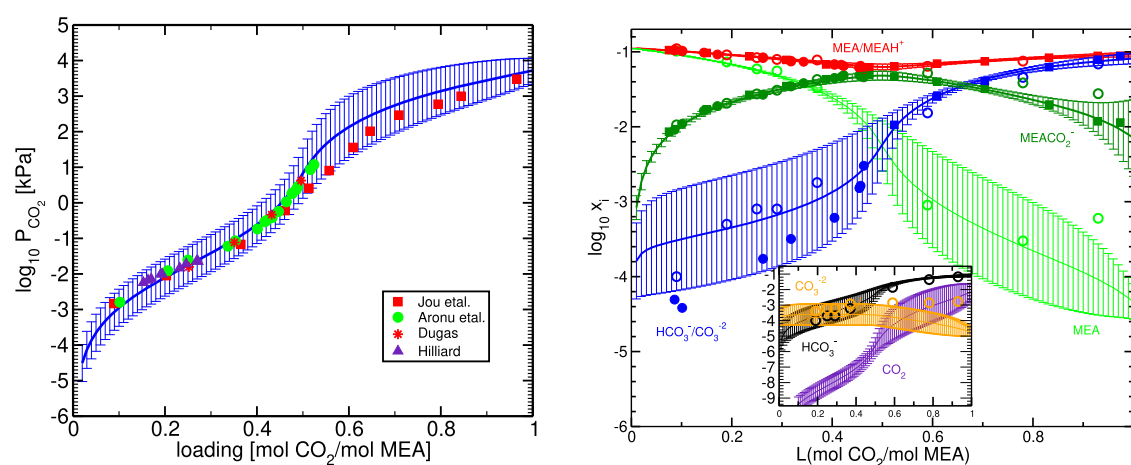 5
4
3
2
1
0
-1
-2
-3
-4
-5
-6
log₁₀ P_CO₂ [kPa]
0 0.2 0.4 0.6 0.8 1
loading [mol CO₂/mol MEA]
Jou etal.
Aronu etal.
Dugas
Hilliard
-1
-2
-3
-4
-5
-6
log₁₀ xᵢ
0 0.2 0.4 0.6 0.8
L(mol CO₂/mol MEA)
MEA/MEAH⁺
MEACO₂⁻
MEA
HCO₃⁻/CO₃⁻²
-1
-2
-3
-4
-5
-6
-7
-8
-9
0 0.2 0.4 0.6 0.8 1
CO₃⁻²
HCO₃⁻
CO₂